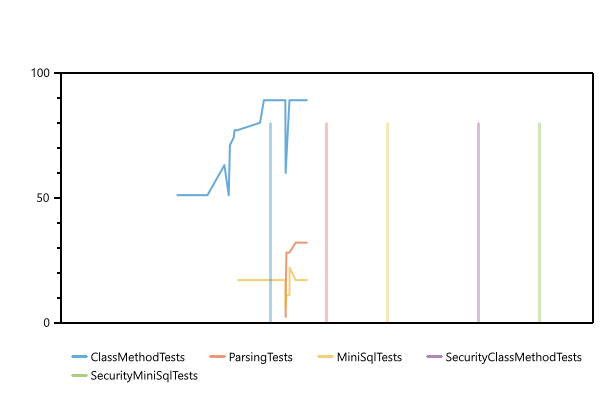 100
50
0
ClassMethodTests ParsingTests MiniSqlTests SecurityClassMethodTests
SecurityMiniSqlTests